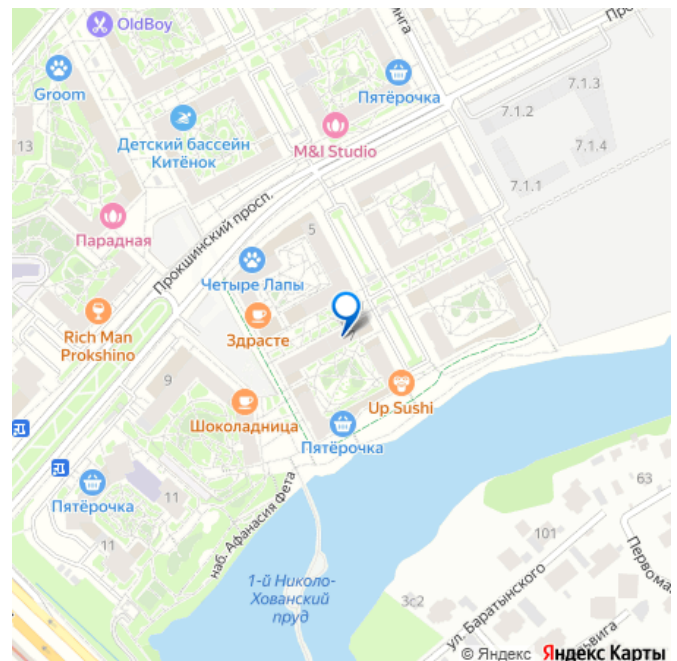 OldBoy
Groom
13
Детский бассейн
Китёнок
Пятёрочка
M&I Studio
7.1.3
7.1.2
7.1.4
7.1.1
Парадная
Прокшинский просп.
5
Четыре Лапы
Здрасте
Rich Man
Prokshino
9
Шоколадница
Up Sushi
Пятёрочка
Пятёрочка
11
11
наб. Афанасия Фета
1-й Николо-
Хованский
пруд
63
101
3с2
ул. Баратынского
© Яндекс Яндекс Карты